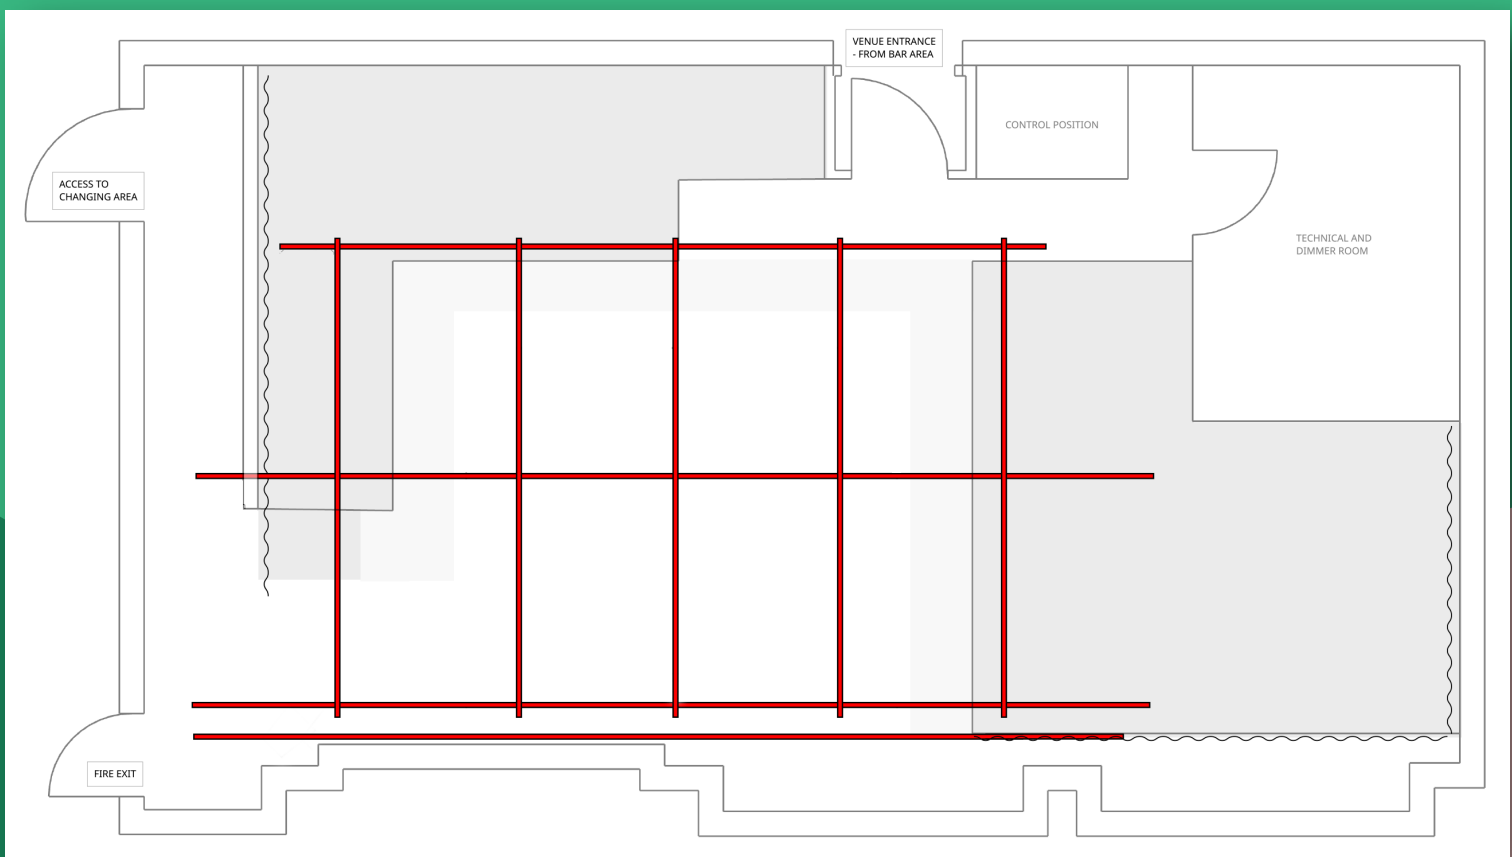 VENUE ENTRANCE
- FROM BAR AREA
CONTROL POSITION
ACCESS TO
CHANGING AREA
TECHNICAL AND
DIMMER ROOM
FIRE EXIT